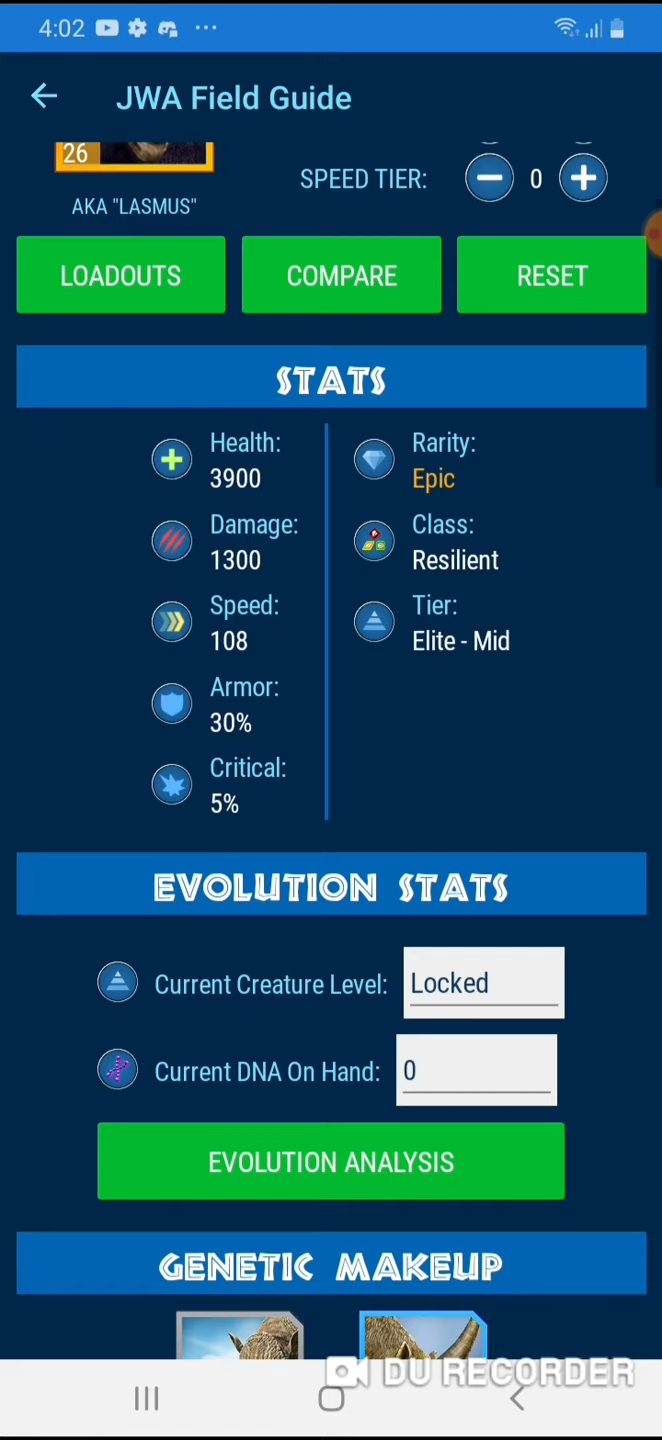 4:02
JWA Field Guide
26
SPEED TIER:
0
AKA "LASMUS"
LOADOUTS
COMPARE
RESET
STATS
Health:
3900
Rarity:
Epic
Damage:
1300
Class:
Resilient
Speed:
108
Tier:
Elite - Mid
Armor:
30%
Critical:
5%
EVOLUTION STATS
Current Creature Level:
Locked
Current DNA On Hand:
0
EVOLUTION ANALYSIS
GENETIC MAKEUP
DU RECORDER